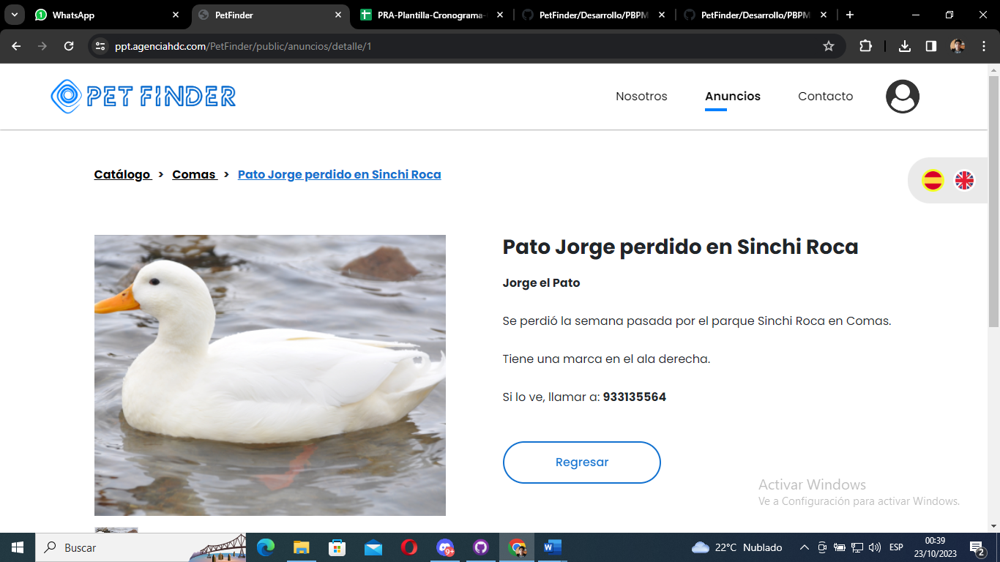 WhatsApp
PetFinder
PRA-Plantilla-Cronograma-
PetFinder/Desarrollo/PBPM
PetFinder/Desarrollo/PBPM
ppt.agenciahdc.com/PetFinder/public/anuncios/detalle/1
PET FINDER
Nosotros
Anuncios
Contacto
Catálogo > Comas > Pato Jorge perdido en Sinchi Roca
Pato Jorge perdido en Sinchi Roca
Jorge el Pato
Se perdió la semana pasada por el parque Sinchi Roca en Comas.
Tiene una marca en el ala derecha.
Si lo ve, llamar a: 933135564
Regresar
Activar Windows
Ve a Configuración para activar Windows.
Buscar
9+
22°C Nublado
ESP
00:39
23/10/2023
2